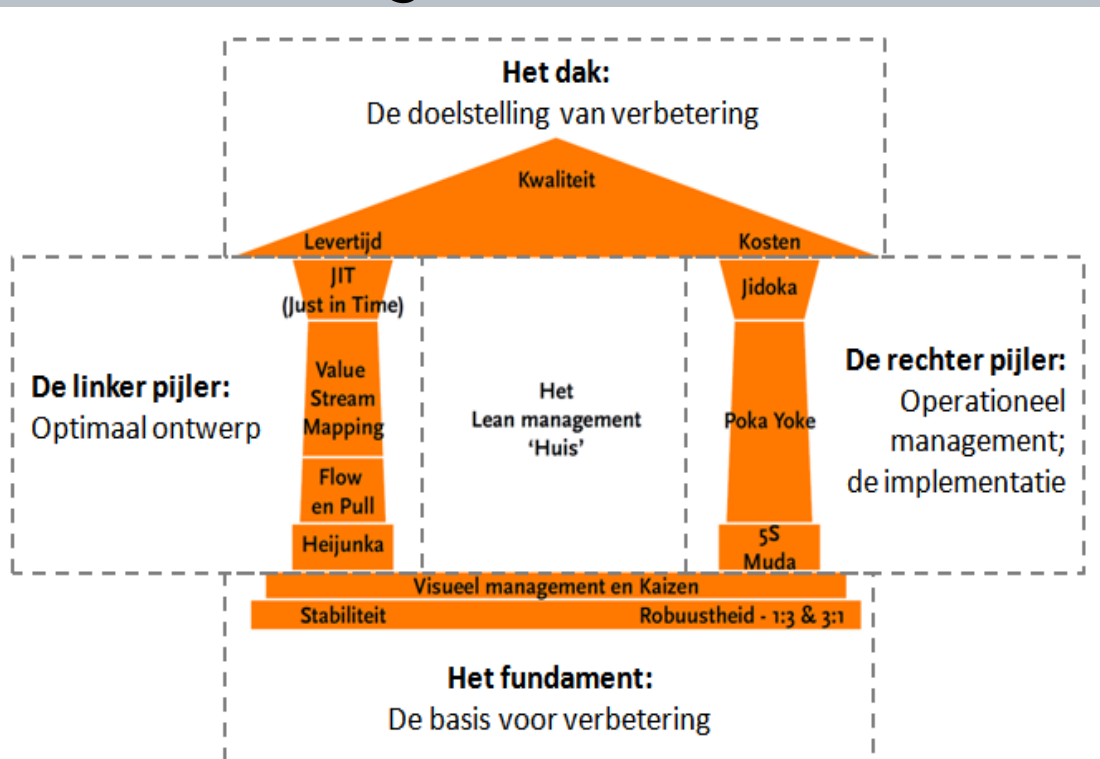 Het dak:
De doelstelling van verbetering
Kwaliteit
Levertijd
Kosten
JIT
(Just in Time)
Value
Stream
Mapping
Flow
en Pull
Heijunka
De linker pijler:
Optimaal ontwerp
Het
Lean management
‘Huis’
Jidoka
Poka Yoke
5S
Muda
De rechter pijler:
Operationeel
management;
de implementatie
Visueel management en Kaizen
Stabiliteit
Robuustheid - 1:3 & 3:1
Het fundament:
De basis voor verbetering